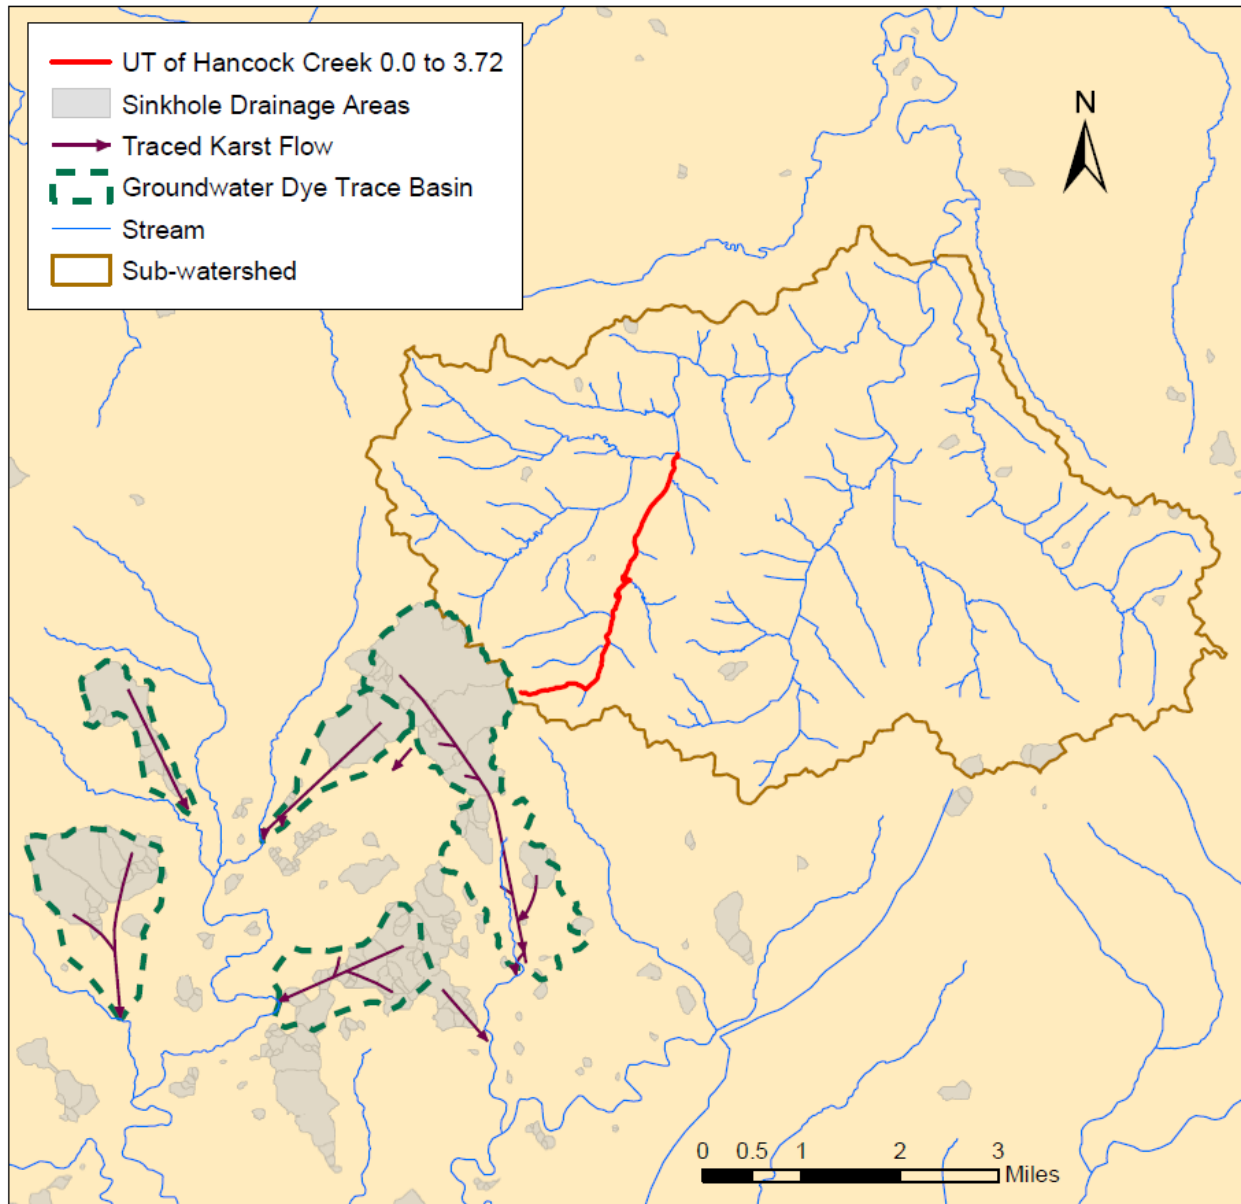 UT of Hancock Creek 0.0 to 3.72
Sinkhole Drainage Areas
Traced Karst Flow
Groundwater Dye Trace Basin
Stream
Sub-watershed
N
0 0.5 1 2 3
Miles